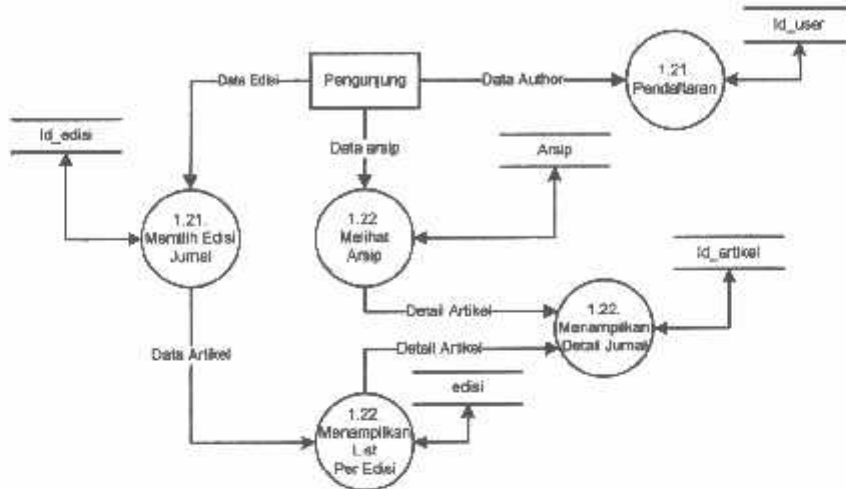 Id_user
1.21
Pendaftaran
Data Edisi
Pengunjung
Data Author
Id_edisi
Data arsip
Arsip
1.21.
Memilih Edisi
Jurnal
1.22
Melihat
Arsip
Id_artikel
Detail Artikel
1.22.
Menampilkan
Detail Jurnal
Data Artikel
Detail Artikel
edisi
1.22
Menampilkan
List
Per Edisi